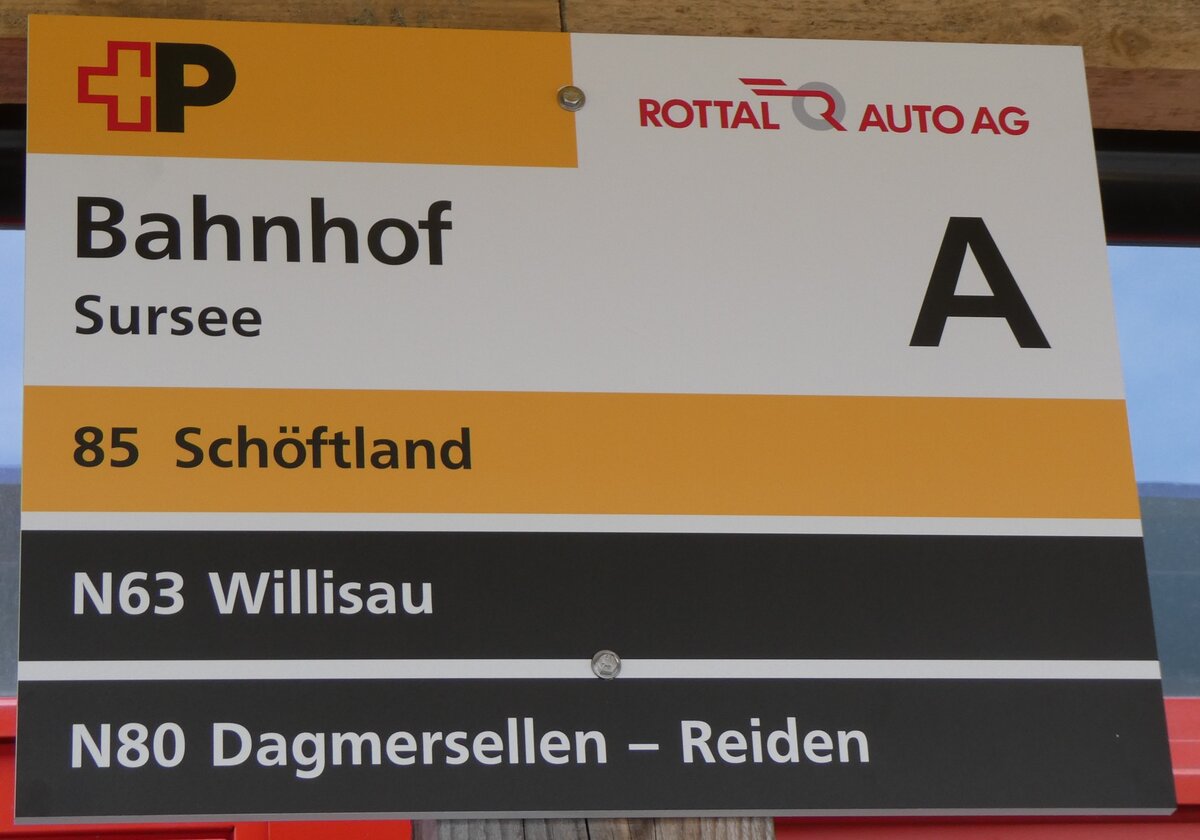 P
ROTTAL AUTO AG
Bahnhof
Sursee
A
85 Schöftland
N63 Willisau
N80 Dagmersellen – Reiden